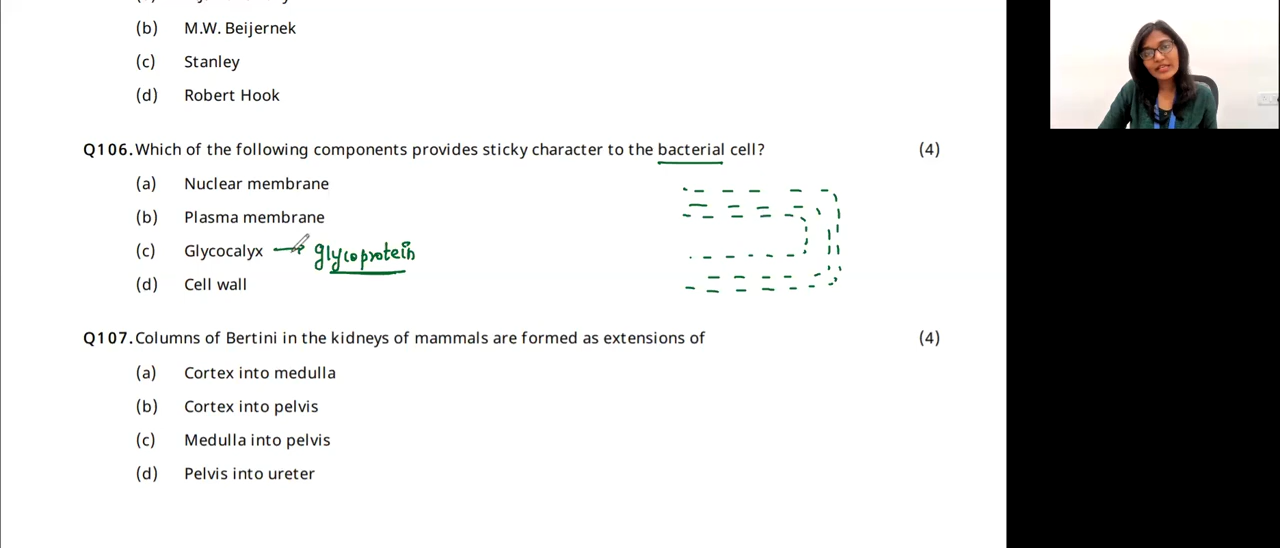 (b) M.W. Beijernek
(c) Stanley
(d) Robert Hook
Q106. Which of the following components provides sticky character to the bacterial cell? (4)
(a) Nuclear membrane
(b) Plasma membrane
(c) Glycocalyx → glycoprotein
(d) Cell wall
Q107. Columns of Bertini in the kidneys of mammals are formed as extensions of (4)
(a) Cortex into medulla
(b) Cortex into pelvis
(c) Medulla into pelvis
(d) Pelvis into ureter